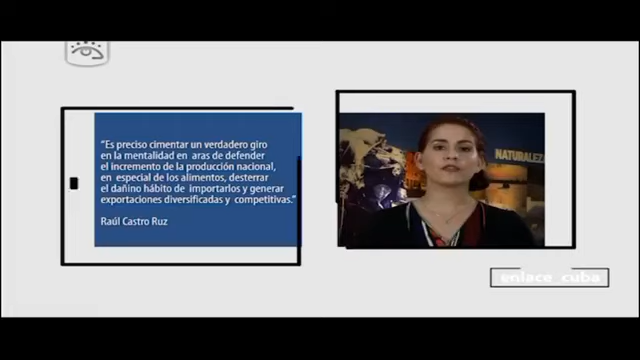 "Es preciso cimentar un verdadero giro
en la mentalidad en aras de defender
el incremento de la producción nacional,
en especial de los alimentos, desterrar
el dañino hábito de importarlos y generar
exportaciones diversificadas y competitivas."
Raúl Castro Ruz
NATURALEZ
enlace cuba